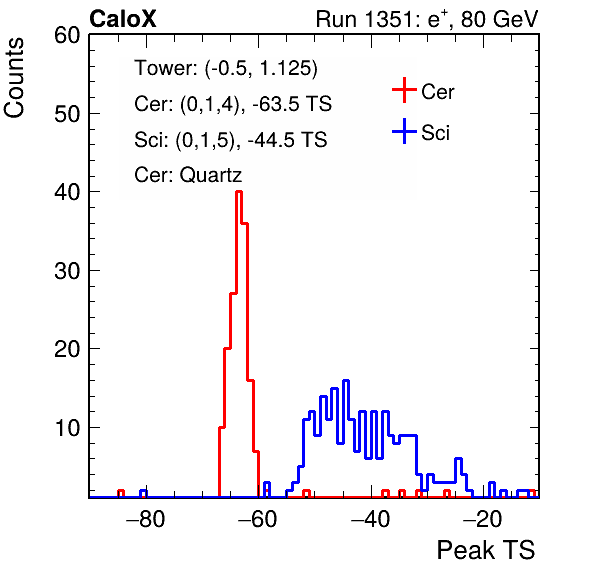 CaloX Run 1351: e+, 80 GeV
Counts
60
50
40
30
20
10
Tower: (-0.5, 1.125)
Cer: (0,1,4), -63.5 TS
Sci: (0,1,5), -44.5 TS
Cer: Quartz
Cer
Sci
−80 −60 −40 −20
Peak TS